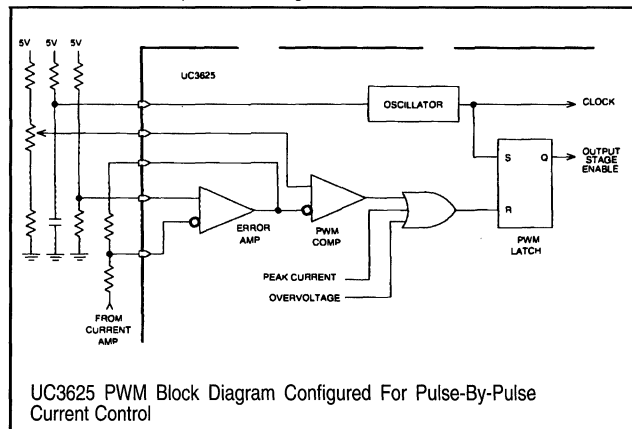 5V 5V 5V
UC3625
OSCILLATOR
CLOCK
S Q
OUTPUT
STAGE
ENABLE
R
ERROR
AMP
PWM
COMP
PWM
LATCH
PEAK CURRENT
OVERVOLTAGE
FROM
CURRENT
AMP
UC3625 PWM Block Diagram Configured For Pulse-By-Pulse
Current Control